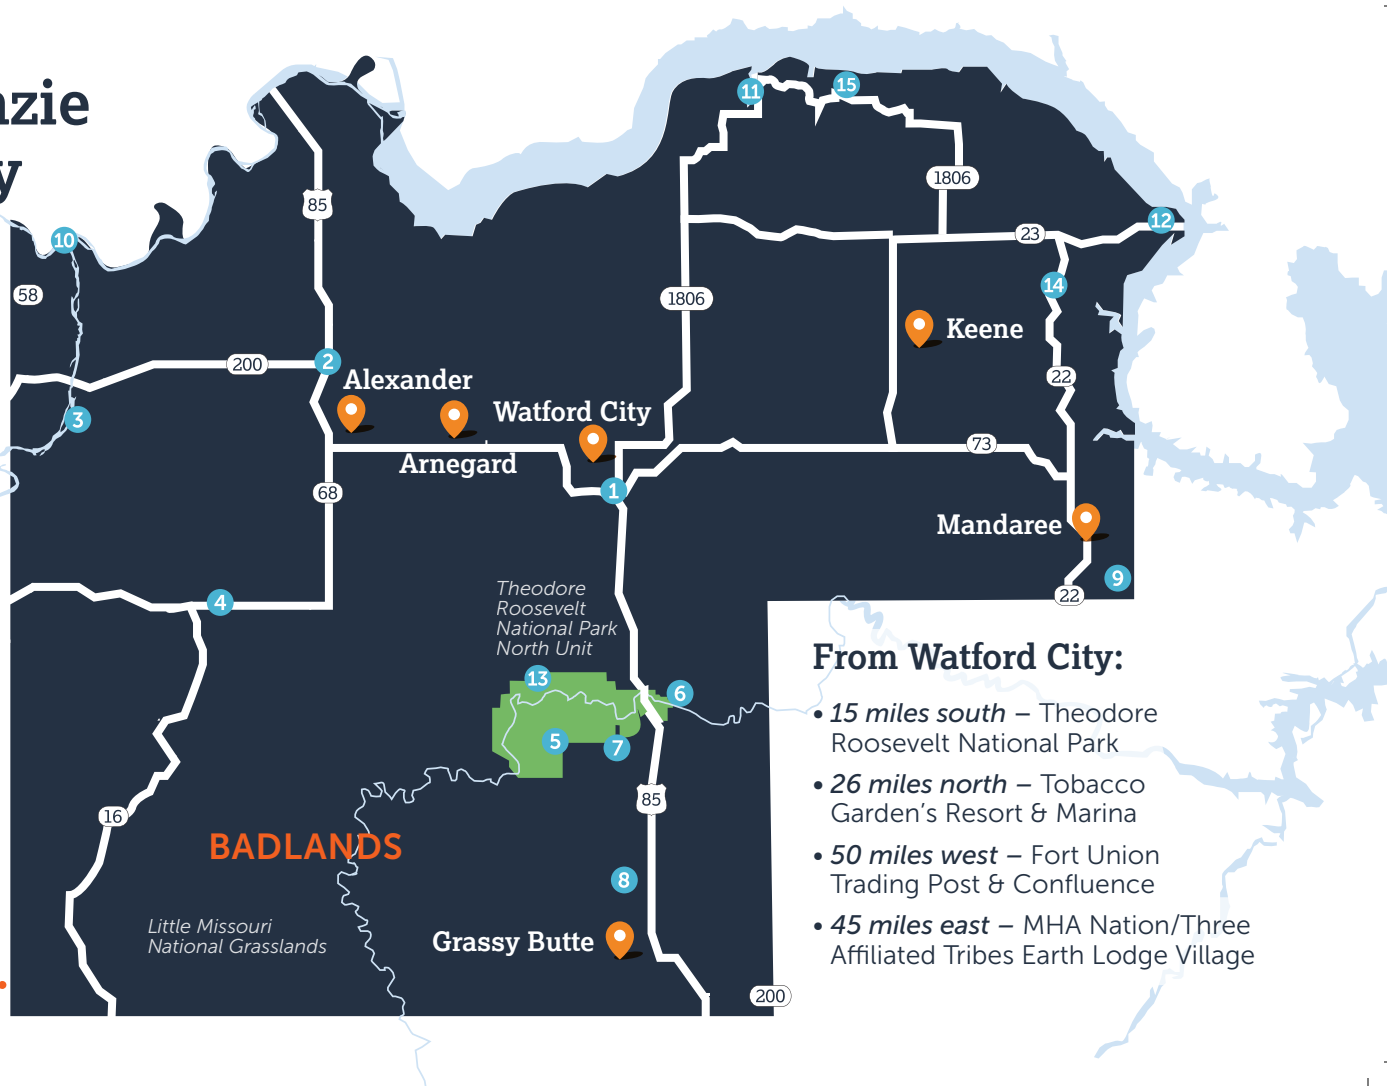 nzie
y
11
15
85
1806
12
23
10
58
14
1806
Keene
200
2
Alexander
22
3
Watford City
Arnegard
73
68
1
Mandaree
9
4
22
Theodore
Roosevelt
National Park
North Unit
13
6
5
7
85
16
BADLANDS
8
Little Missouri
National Grasslands
Grassy Butte
200
From Watford City:
• 15 miles south – Theodore
Roosevelt National Park
• 26 miles north – Tobacco
Garden's Resort & Marina
• 50 miles west – Fort Union
Trading Post & Confluence
• 45 miles east – MHA Nation/Three
Affiliated Tribes Earth Lodge Village